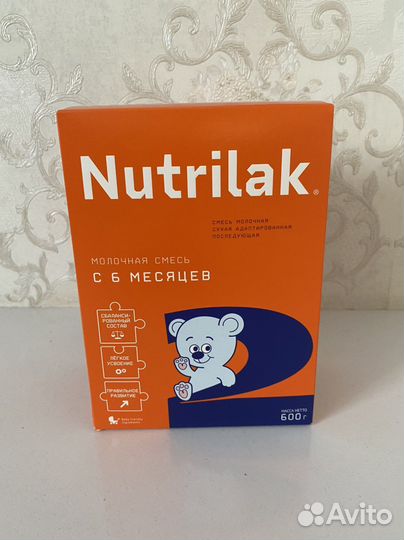 Nutrilak®
СМЕСЬ МОЛОЧНАЯ
СУХАЯ АДАПТИРОВАННАЯ
ПОСЛЕДУЮЩАЯ
МОЛОЧНАЯ СМЕСЬ
С 6 МЕСЯЦЕВ
СБАЛАНСИ-
РОВАННЫЙ
СОСТАВ
ЛЁГКОЕ
УСВОЕНИЕ
ПРАВИЛЬНОЕ
РАЗВИТИЕ
2
МАССА НЕТТО
600 г
Avito